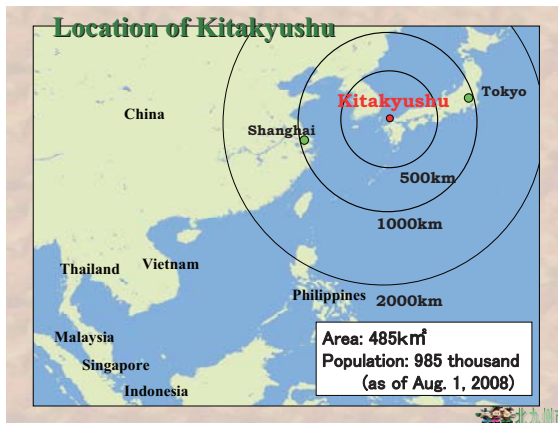 Location of Kitakyushu
China
Kitakyushu
Tokyo
Shanghai
500km
1000km
Thailand
Vietnam
Philippines
2000km
Malaysia
Singapore
Indonesia
Area: 485k㎡
Population: 985 thousand
(as of Aug. 1, 2008)